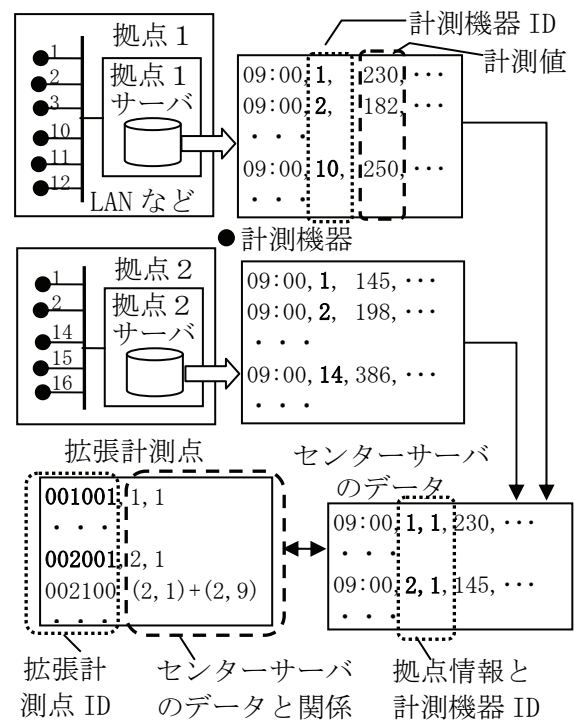 計測機器 ID
計測値
拠点１
1
2
3
10
11
12
拠点１
サーバ
LAN など
09:00, 1, 230, ･･･
09:00, 2, 182, ･･･
・・・
09:00, 10, 250, ･･･
・・・
●計測機器
拠点２
1
2
14
15
16
拠点２
サーバ
09:00, 1, 145, ･･･
09:00, 2, 198, ･･･
・・・
09:00, 14, 386, ･･･
・・・
拡張計測点
001001, 1, 1
・・・
002001, 2, 1
002100, (2, 1)+(2, 9)
・・・
センターサーバ
のデータ
09:00, 1, 1, 230, ･･･
・・・
09:00, 2, 1, 145, ･･･
・・・
拡張計
測点 ID
センターサーバ
のデータと関係
拠点情報と
計測機器 ID